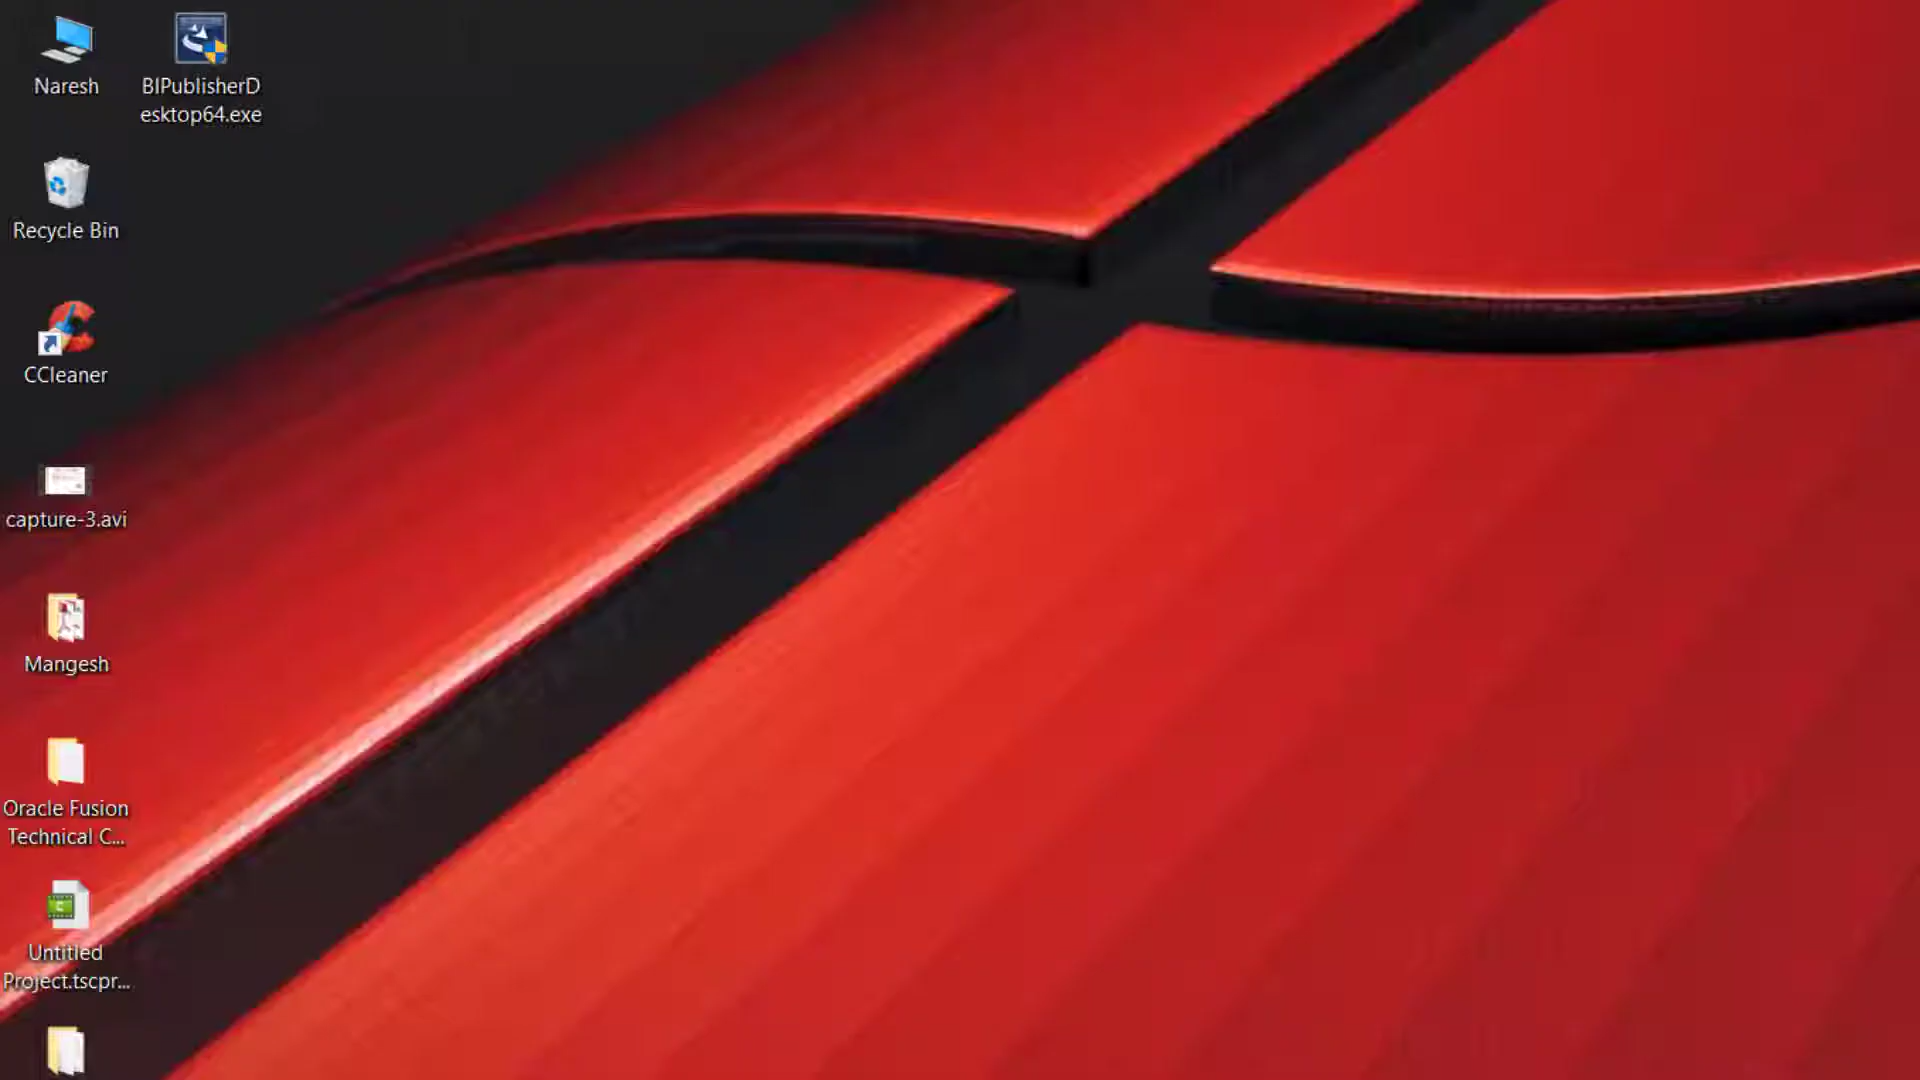 Naresh
BIPublisherD
esktop64.exe
Recycle Bin
CCleaner
capture-3.avi
Mangesh
Oracle Fusion
Technical C...
Untitled
Project.tscpr...